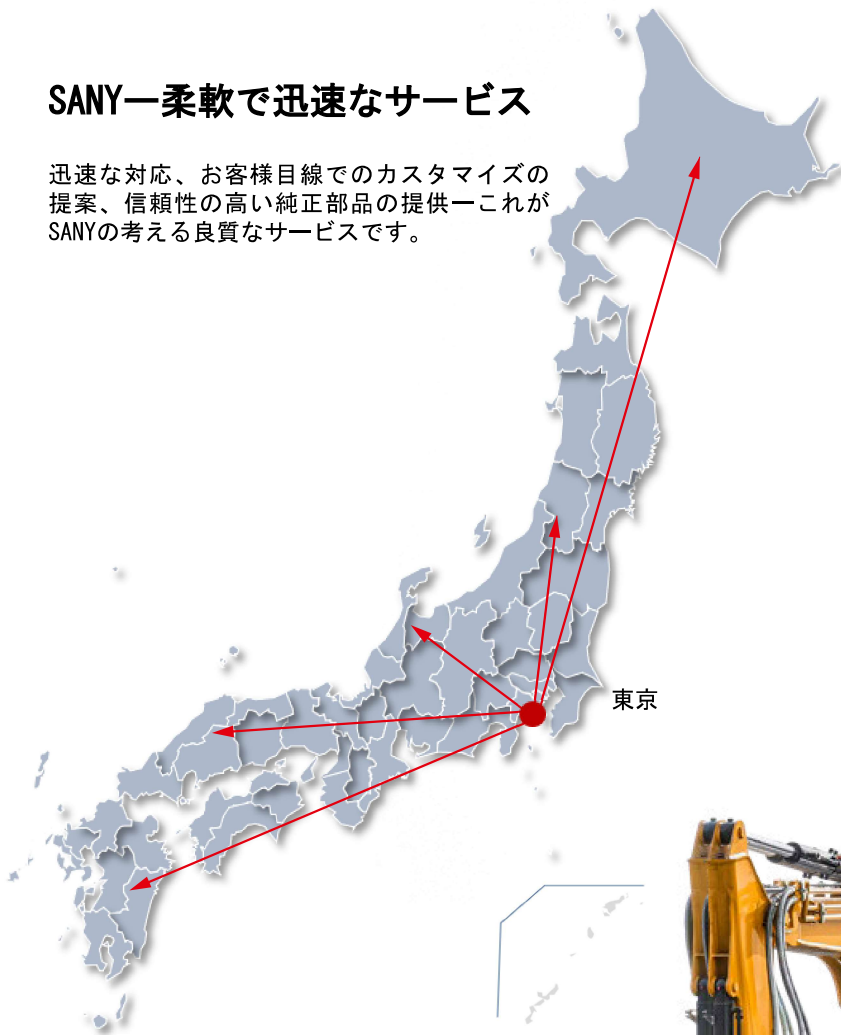 SANY一柔軟で迅速なサービス
迅速な対応、お客様目線でのカスタマイズの
提案、信頼性の高い純正部品の提供ーこれが
SANYの考える良質なサービスです。
東京